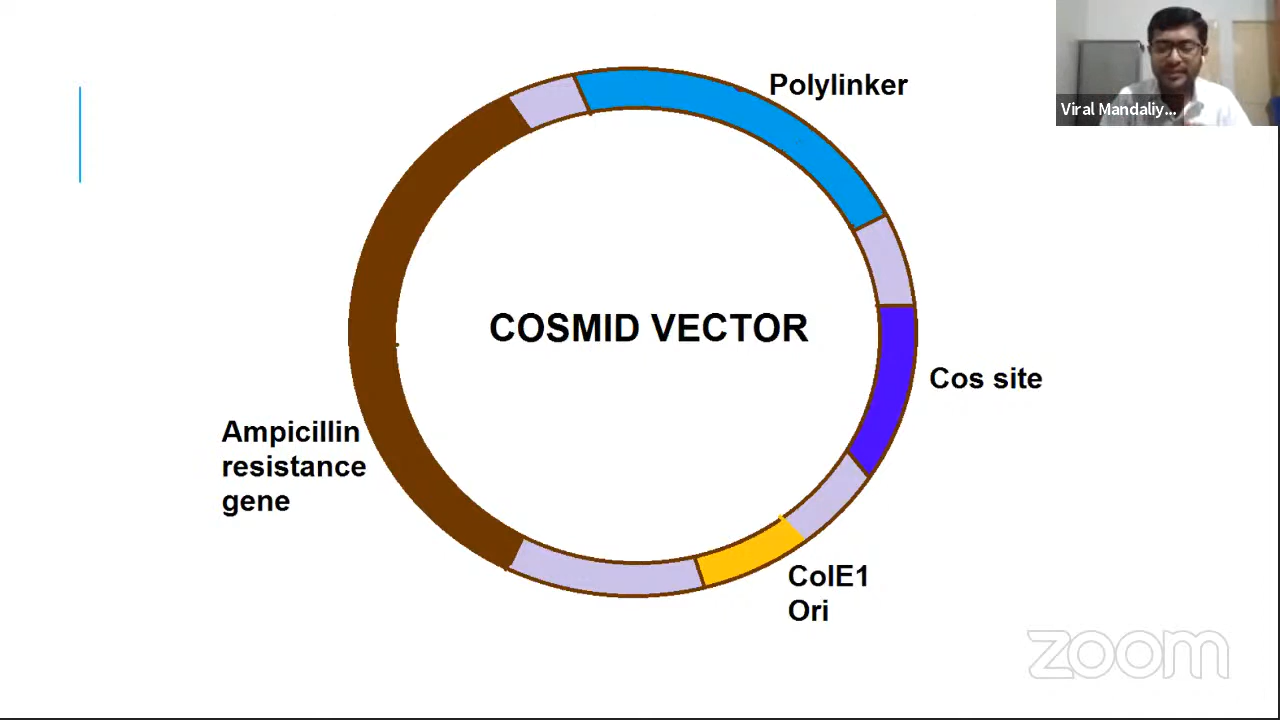 Polylinker
Viral Mandaliy...
COSMID VECTOR
Cos site
Ampicillin
resistance
gene
ColE1
Ori
zoom